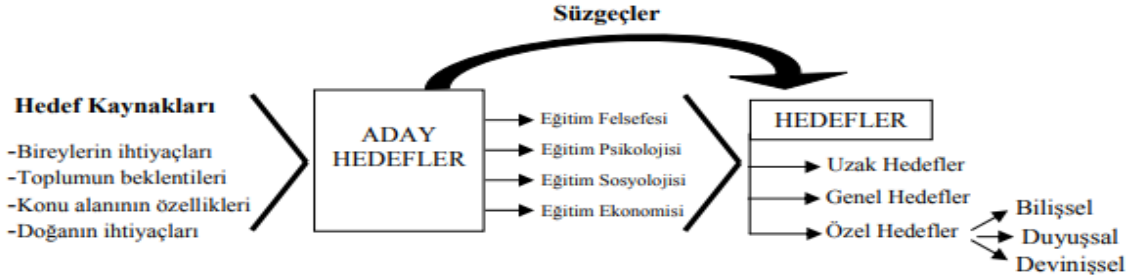 Süzgeçler
Hedef Kaynakları
-Bireylerin ihtiyaçları
-Toplumun beklentileri
-Konu alanının özellikleri
-Doğanın ihtiyaçları
ADAY
HEDEFLER
Eğitim Felsefesi
Eğitim Psikolojisi
Eğitim Sosyolojisi
Eğitim Ekonomisi
HEDEFLER
Uzak Hedefler
Genel Hedefler
Özel Hedefler
Bilişsel
Duyuşsal
Devinişsel